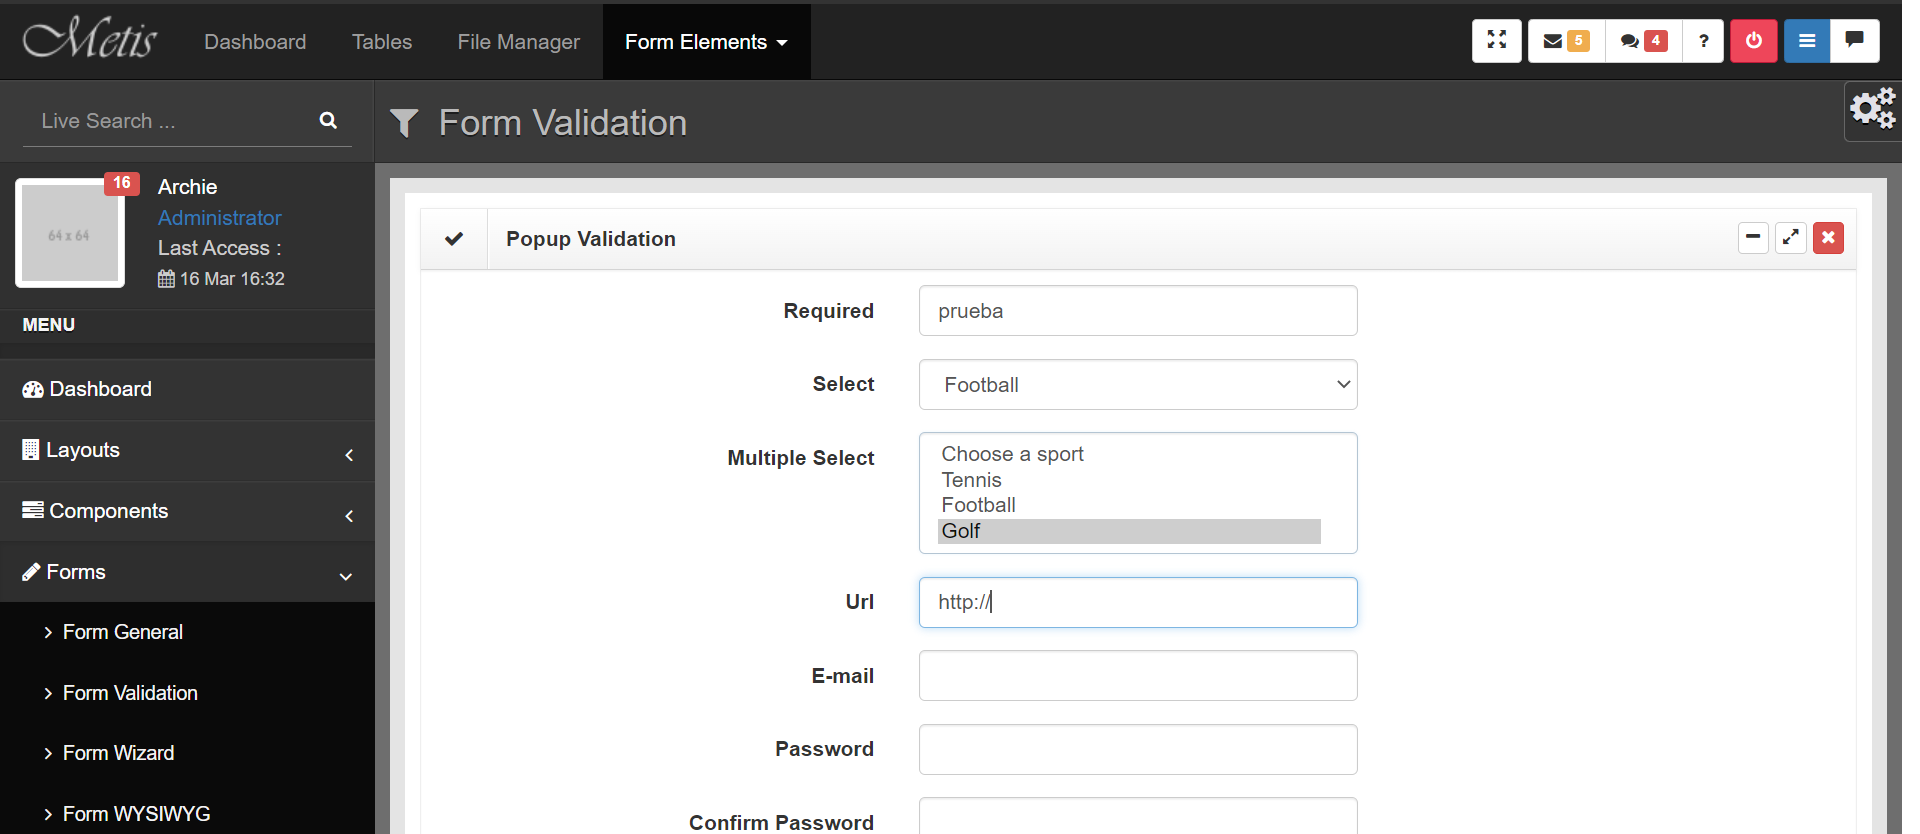 Metis
Dashboard
Tables
File Manager
Form Elements
5
4
?
Live Search ...
Form Validation
16
64 x 64
Archie
Administrator
Last Access :
16 Mar 16:32
MENU
Dashboard
Layouts
Components
Forms
Form General
Form Validation
Form Wizard
Form WYSIWYG
Popup Validation
Required
prueba
Select
Football
Multiple Select
Choose a sport
Tennis
Football
Golf
Url
http://
E-mail
Password
Confirm Password